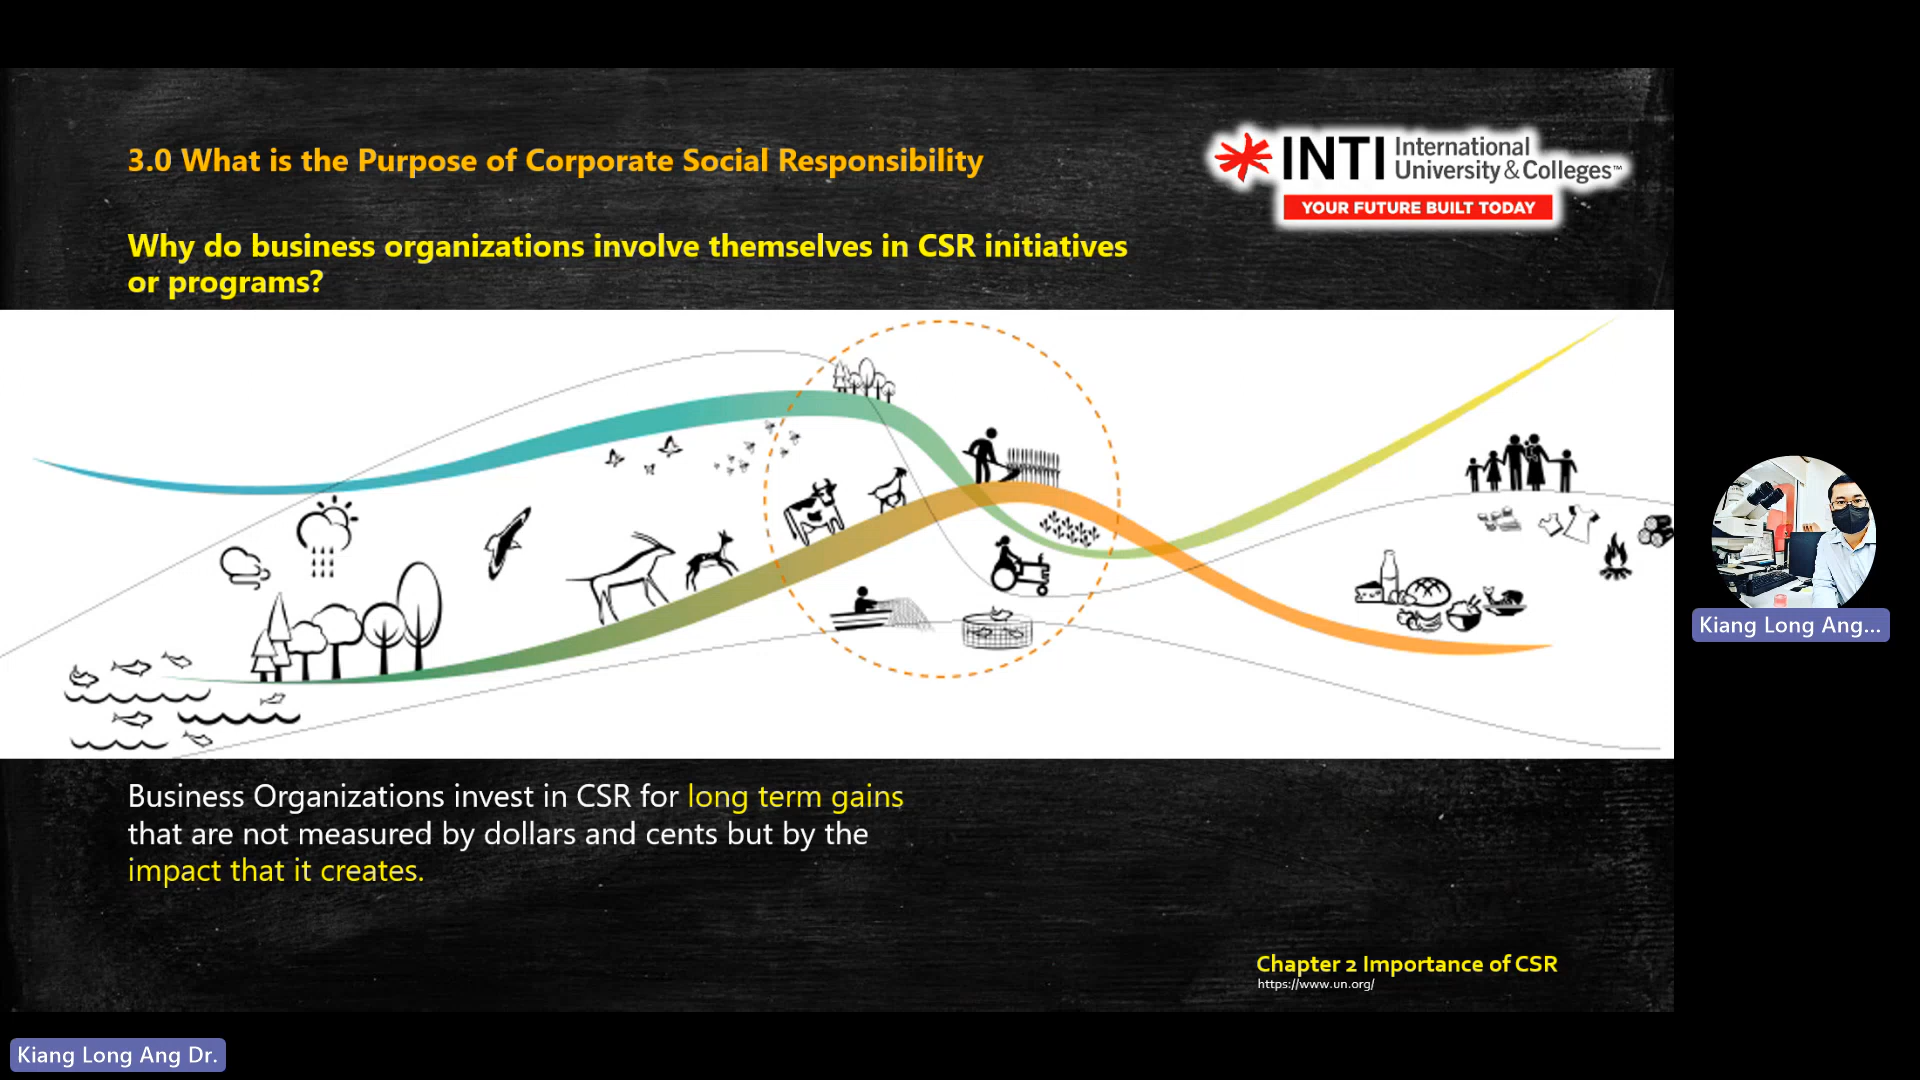 3.0 What is the Purpose of Corporate Social Responsibility
INTI International
University & Colleges™
YOUR FUTURE BUILT TODAY
Why do business organizations involve themselves in CSR initiatives
or programs?
Business Organizations invest in CSR for long term gains
that are not measured by dollars and cents but by the
impact that it creates.
Chapter 2 Importance of CSR
https://www.un.org/
Kiang Long Ang...
Kiang Long Ang Dr.